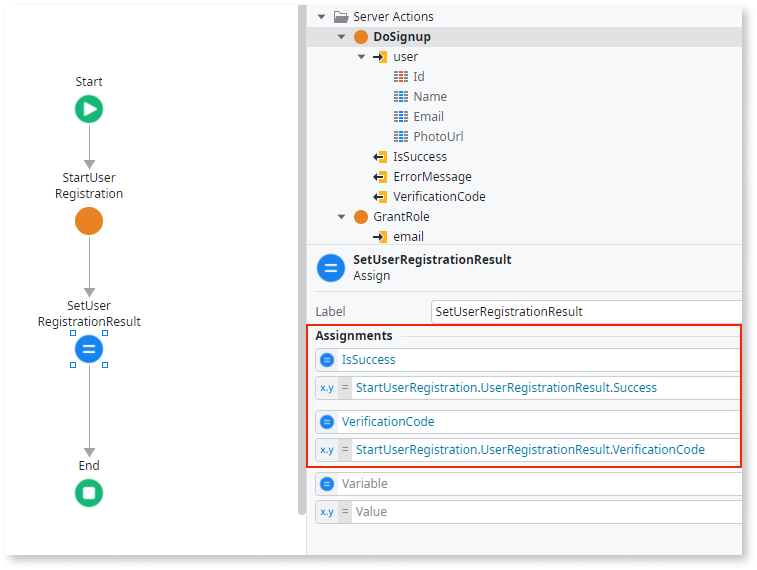 Start
StartUser
Registration
SetUser
RegistrationResult
End
Server Actions
DoSignup
user
Id
Name
Email
PhotoUrl
IsSuccess
ErrorMessage
VerificationCode
GrantRole
email
SetUserRegistrationResult
Assign
Label SetUserRegistrationResult
Assignments
IsSuccess
x.y = StartUserRegistration.UserRegistrationResult.Success
VerificationCode
x.y = StartUserRegistration.UserRegistrationResult.VerificationCode
Variable
x.y = Value